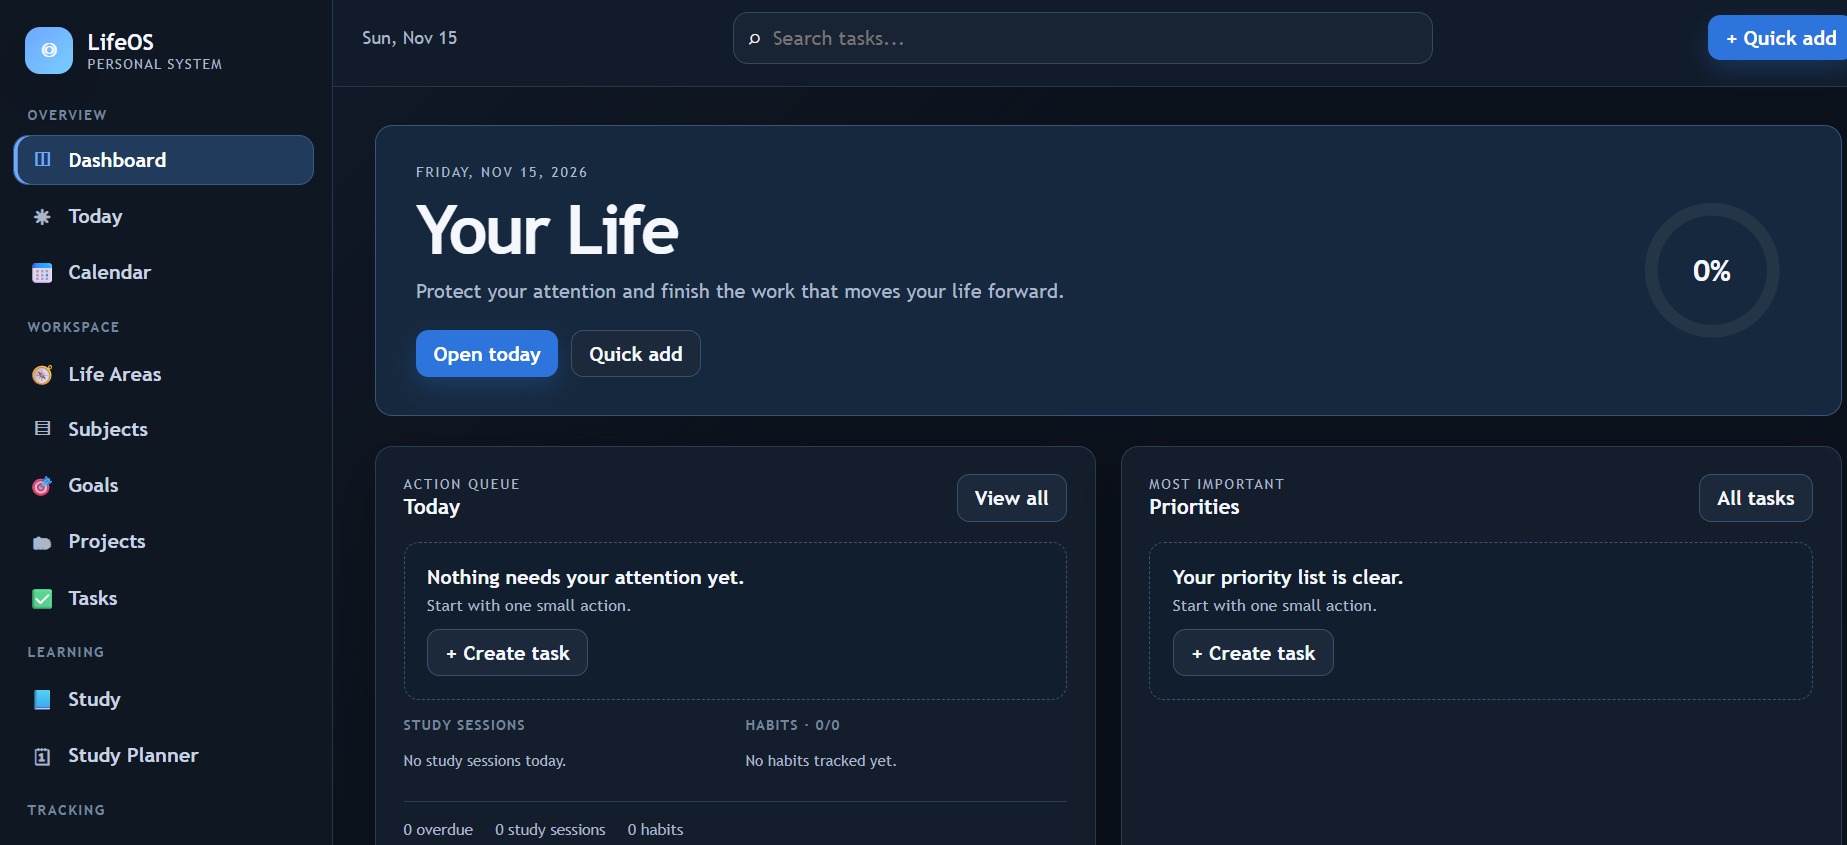 LifeOS
PERSONAL SYSTEM
OVERVIEW
Dashboard
Today
Calendar
WORKSPACE
Life Areas
Subjects
Goals
Projects
Tasks
LEARNING
Study
Study Planner
TRACKING
Sun, Nov 15
Search tasks...
+ Quick add
FRIDAY, NOV 15, 2026
Your Life
Protect your attention and finish the work that moves your life forward.
Open today
Quick add
0%
ACTION QUEUE
Today
View all
Nothing needs your attention yet.
Start with one small action.
+ Create task
STUDY SESSIONS
No study sessions today.
HABITS · 0/0
No habits tracked yet.
0 overdue 0 study sessions 0 habits
MOST IMPORTANT
Priorities
All tasks
Your priority list is clear.
Start with one small action.
+ Create task